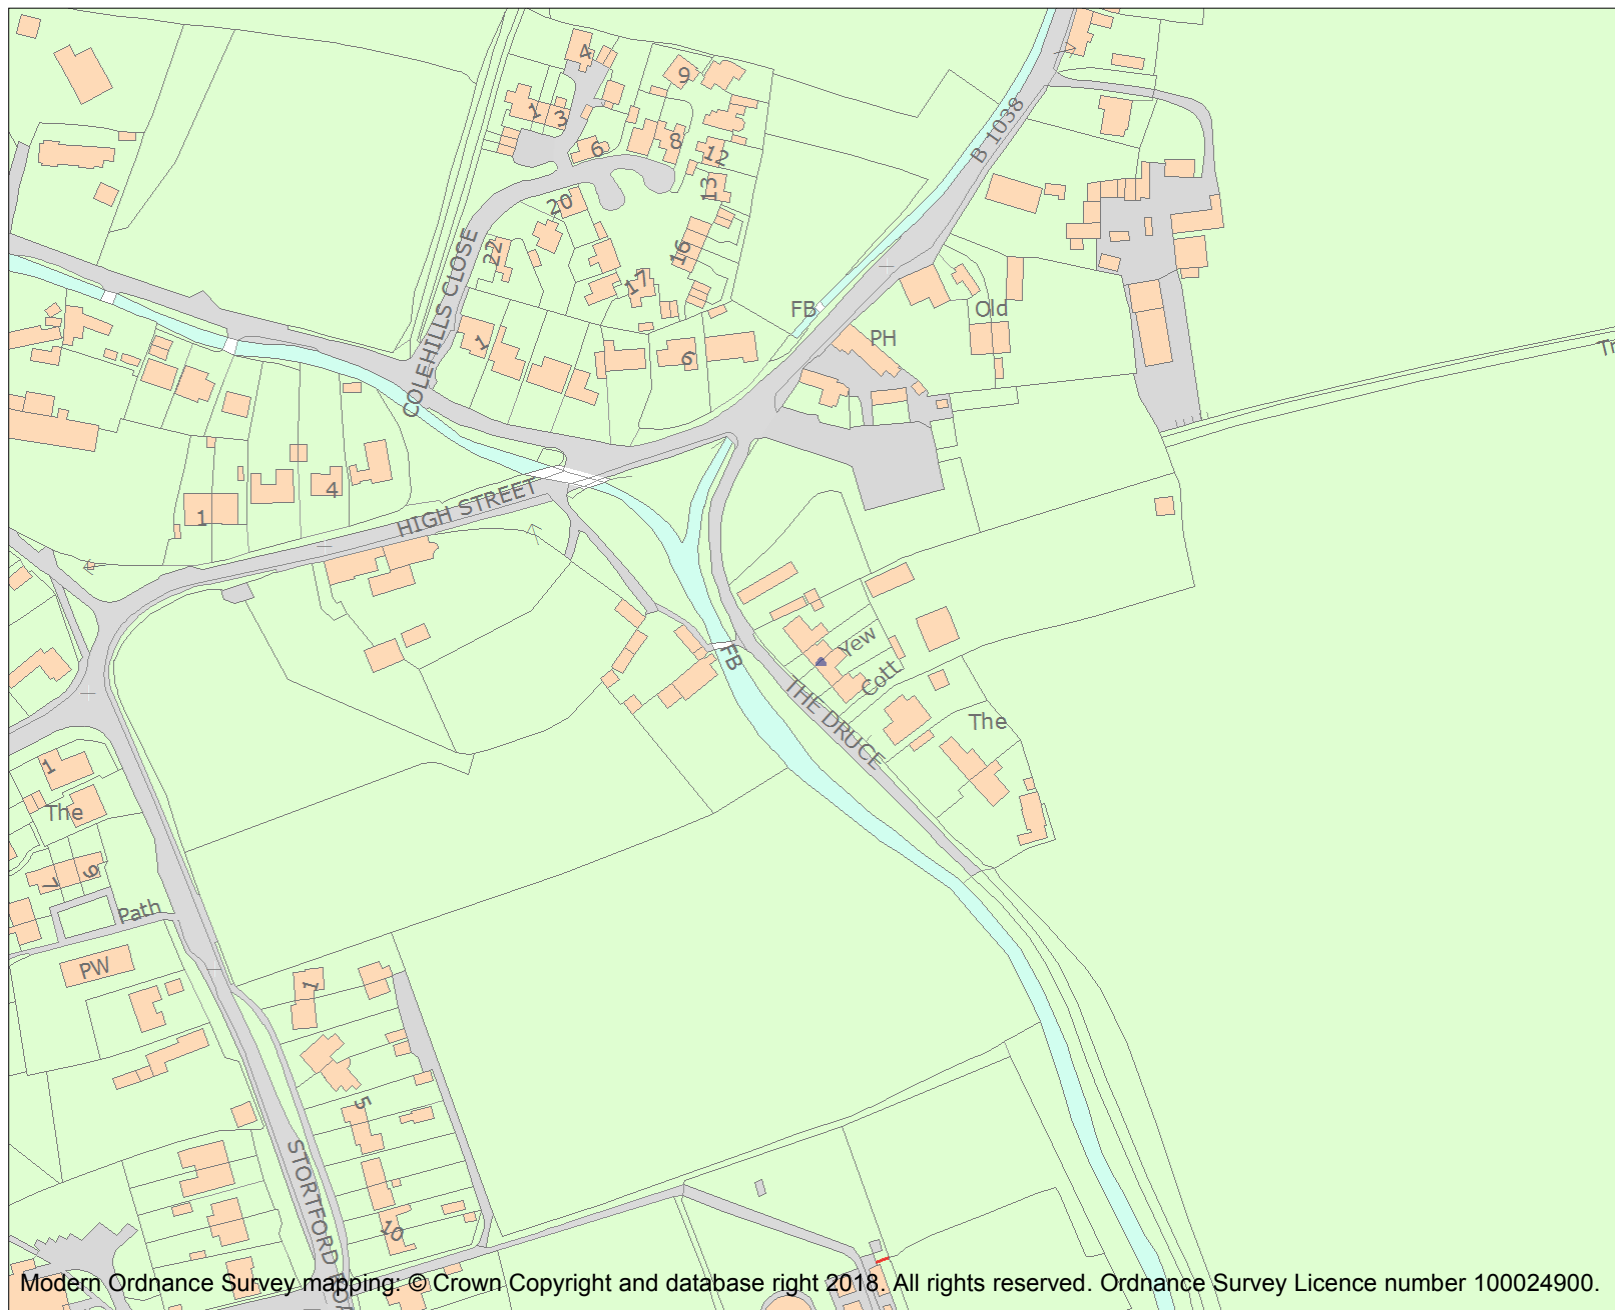 4
9
1
3
8
6
12
13
20
22
16
17
B 1038
COLEHILLS CLOSE
FB
Old
PH
1
6
Tr
4
1
HIGH STREET
FB
Yew
Cott
THE DRUCE
The
1
The
7
9
Path
PW
1
5
10
STORTFORD
Modern Ordnance Survey mapping: © Crown Copyright and database right 2018. All rights reserved. Ordnance Survey Licence number 100024900.